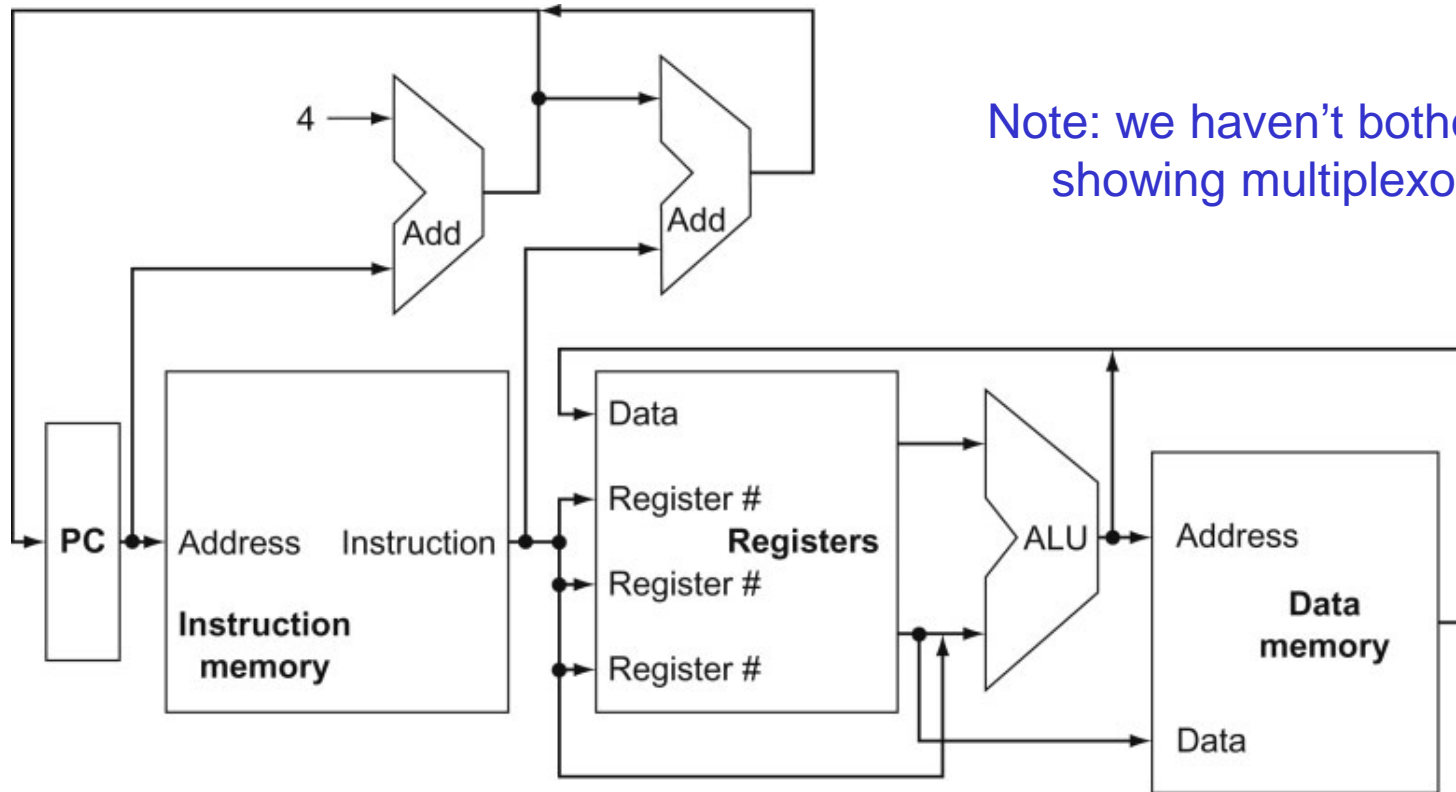 Note: we haven't bothe
showing multiplexo
4
Add
Add
PC
Address
Instruction
Instruction
memory
Data
Register #
Registers
Register #
Register #
ALU
Address
Data
memory
Data